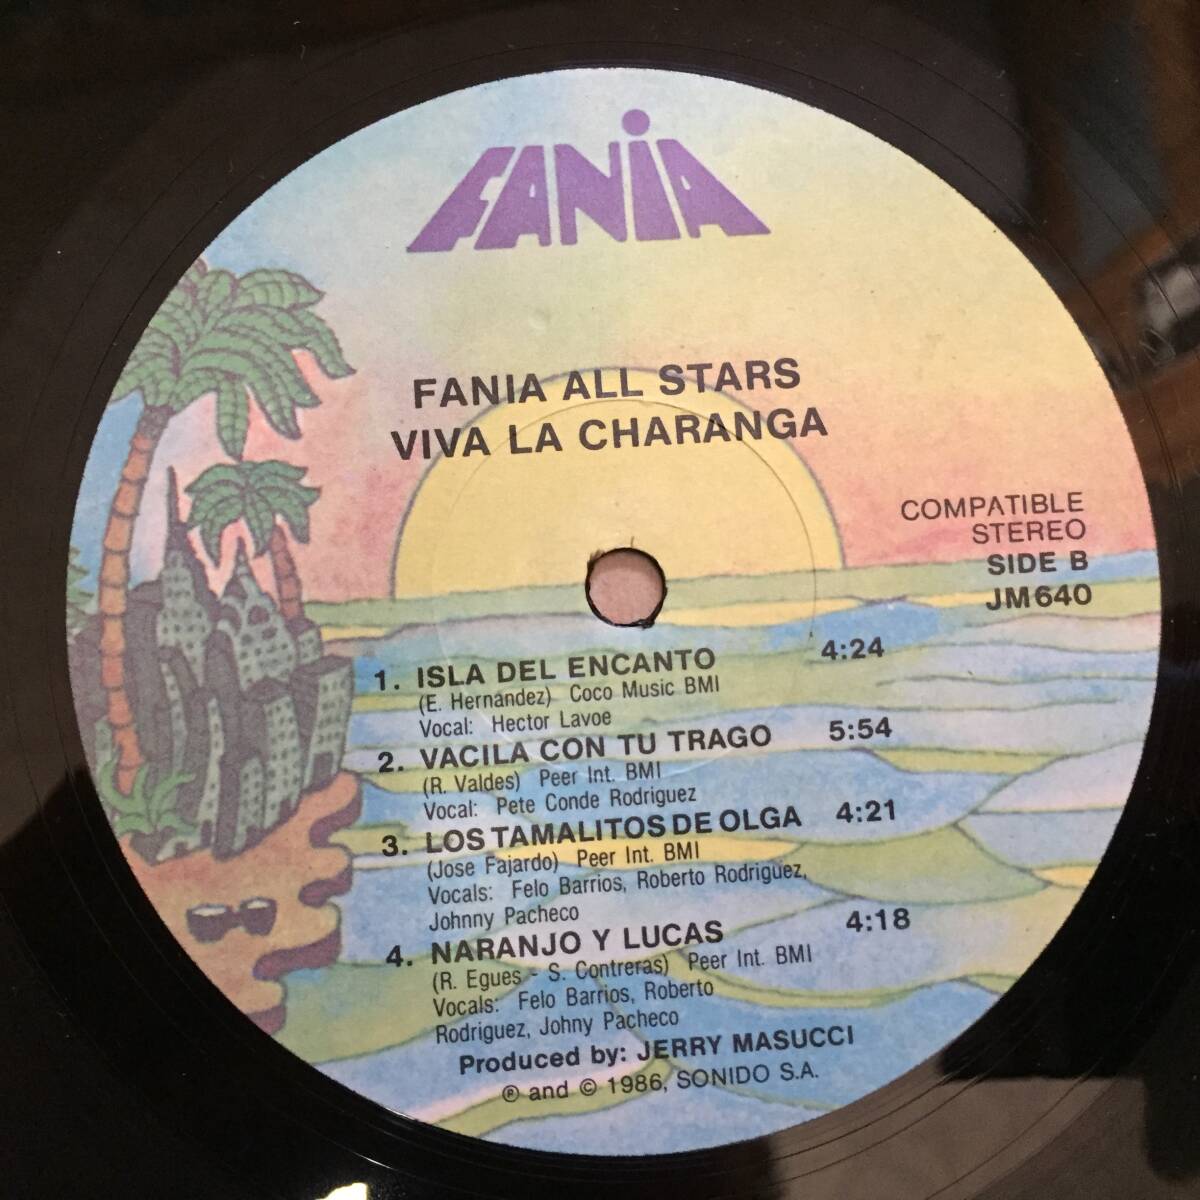 FANiA
FANIA ALL STARS
VIVA LA CHARANGA
COMPATIBLE
STEREO
SIDE B
JM640
1. ISLA DEL ENCANTO 4:24
(E. Hernandez) Coco Music BMI
Vocal: Hector Lavoe
2. VACILA CON TU TRAGO 5:54
(R. Valdes) Peer Int. BMI
Vocal: Pete Conde Rodriguez
3. LOS TAMALITOS DE OLGA 4:21
(Jose Fajardo) Peer Int. BMI
Vocals: Felo Barrios, Roberto Rodriguez,
Johnny Pacheco
4. NARANJO Y LUCAS 4:18
(R. Egues - S. Contreras) Peer Int. BMI
Vocals: Felo Barrios, Roberto
Rodriguez, Johny Pacheco
Produced by: JERRY MASUCCI
℗ and © 1986, SONIDO S.A.